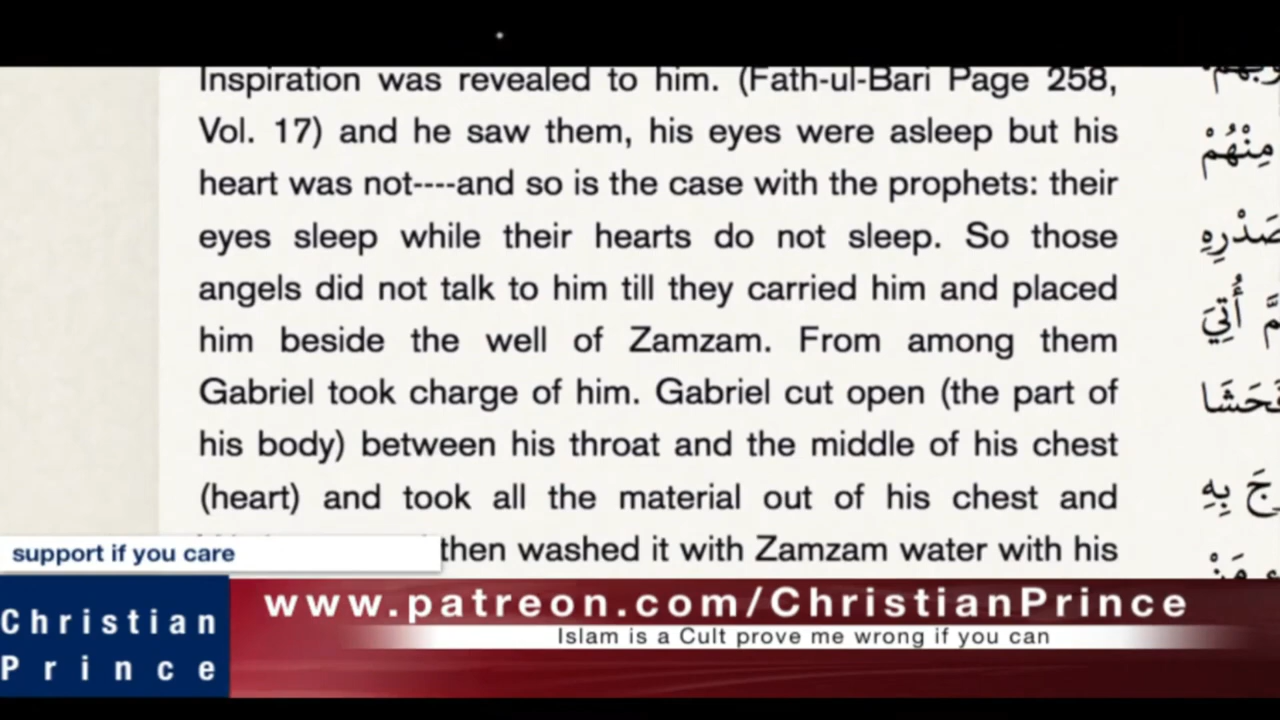 Inspiration was revealed to him. (Fath-ul-Bari Page 258,
Vol. 17) and he saw them, his eyes were asleep but his
heart was not----and so is the case with the prophets: their
eyes sleep while their hearts do not sleep. So those
angels did not talk to him till they carried him and placed
him beside the well of Zamzam. From among them
Gabriel took charge of him. Gabriel cut open (the part of
his body) between his throat and the middle of his chest
(heart) and took all the material out of his chest and
then washed it with Zamzam water with his
مِنْهُمْ
صَدْرِهِ
أُتِيَ
support if you care
Christian
Prince
www.patreon.com/ChristianPrince
Islam is a Cult prove me wrong if you can